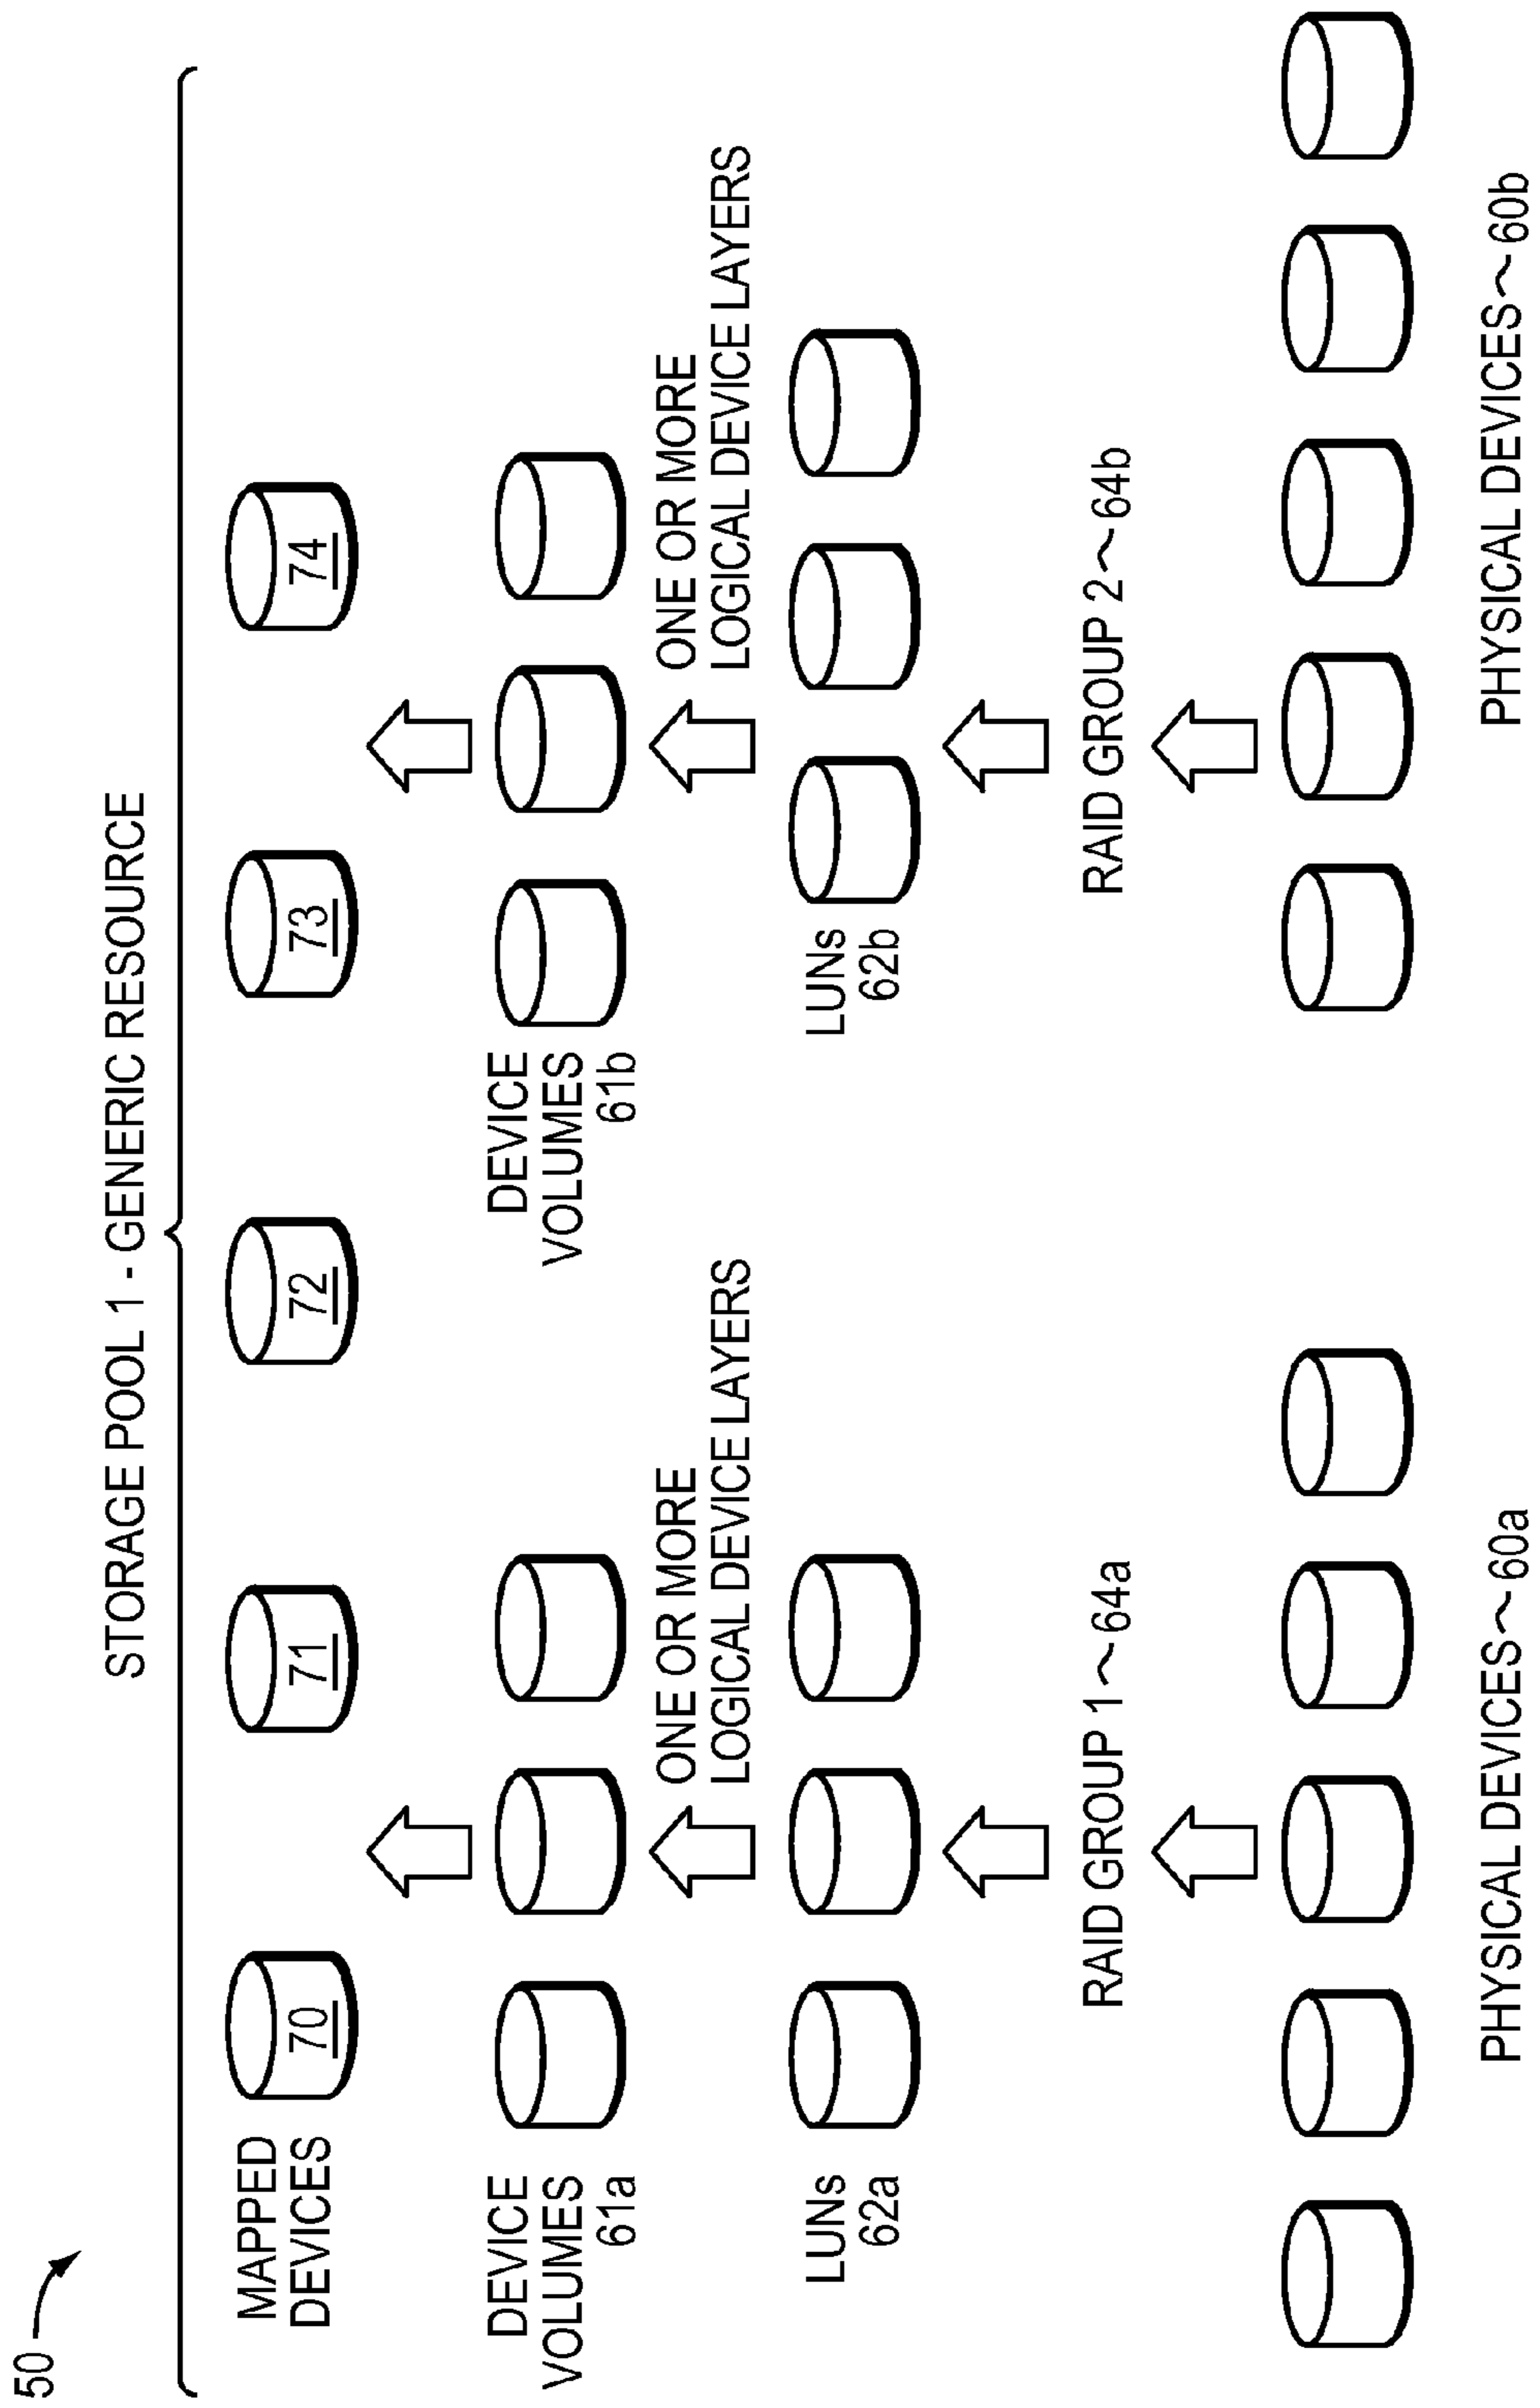 50
STORAGE POOL 1 - GENERIC RESOURCE
MAPPED
DEVICES
70
71
72
73
74
DEVICE
VOLUMES
61a
DEVICE
VOLUMES
61b
ONE OR MORE
LOGICAL DEVICE LAYERS
ONE OR MORE
LOGICAL DEVICE LAYERS
LUNs
62a
LUNs
62b
RAID GROUP 1~64a
RAID GROUP 2~64b
PHYSICAL DEVICES~60a
PHYSICAL DEVICES~60b